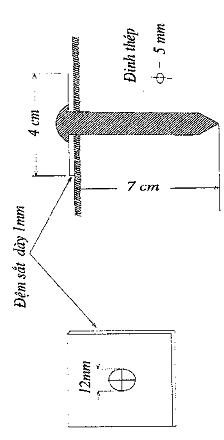 Đệm sắt dày 1mm
4 cm
Đinh thép
ϕ - 5 mm
7 cm
12mm